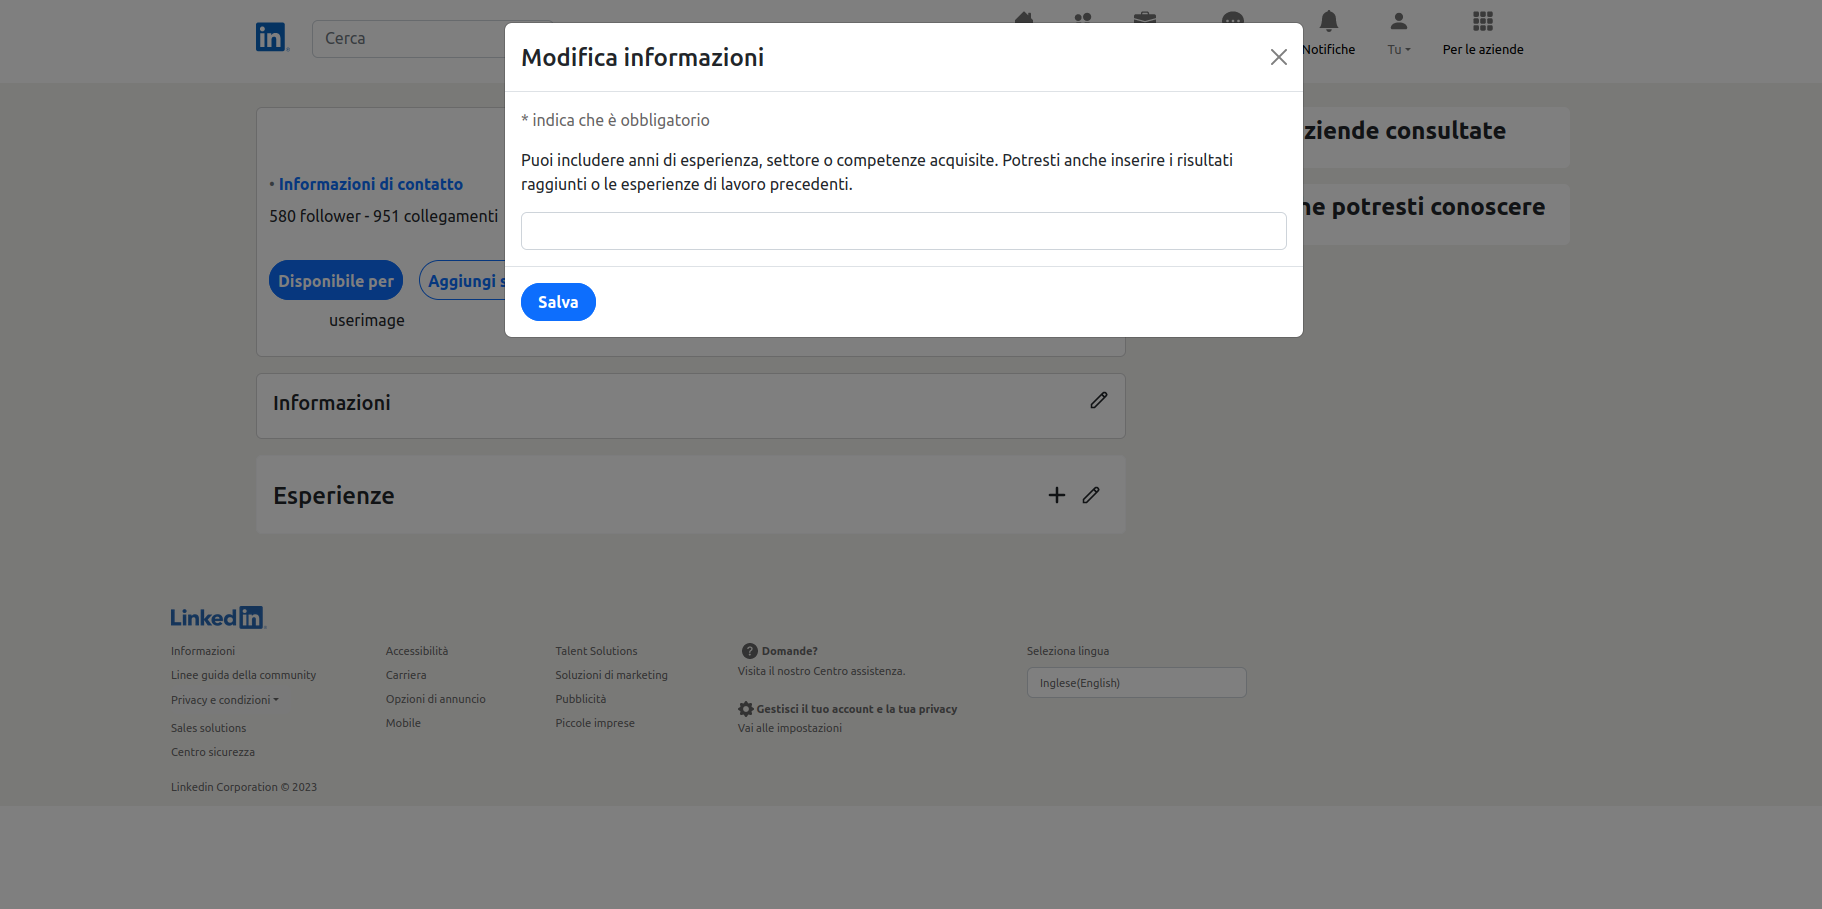 in
Cerca
Notifiche
Tu
Per le aziende
Modifica informazioni
* indica che è obbligatorio
Puoi includere anni di esperienza, settore o competenze acquisite. Potresti anche inserire i risultati
raggiunti o le esperienze di lavoro precedenti.
Salva
• Informazioni di contatto
580 follower - 951 collegamenti
Disponibile per
Aggiungi
userimage
ziende consultate
he potresti conoscere
Informazioni
Esperienze
Linkedin
Informazioni
Linee guida della community
Privacy e condizioni
Sales solutions
Centro sicurezza
Linkedin Corporation © 2023
Accessibilità
Carriera
Opzioni di annuncio
Mobile
Talent Solutions
Soluzioni di marketing
Pubblicità
Piccole imprese
Domande?
Visita il nostro Centro assistenza.
Gestisci il tuo account e la tua privacy
Vai alle impostazioni
Seleziona lingua
Inglese(English)